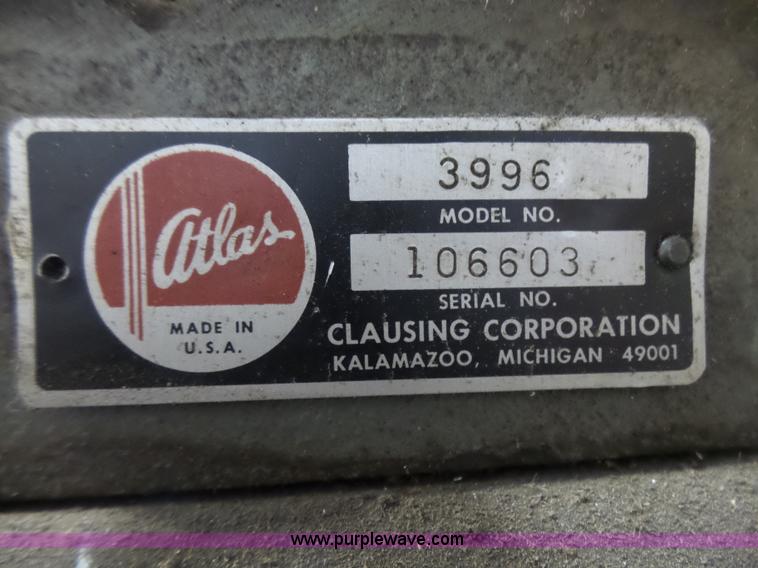 Atlas
MADE IN
U.S.A.
3996
MODEL NO.
106603
SERIAL NO.
CLAUSING CORPORATION
KALAMAZOO, MICHIGAN 49001
www.purplewave.com